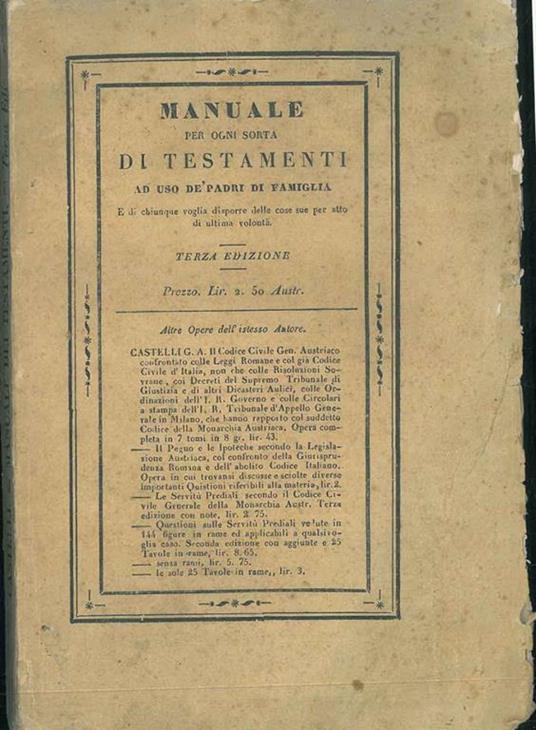 MANUALE
PER OGNI SORTA
DI TESTAMENTI
AD USO DE' PADRI DI FAMIGLIA
E di chiunque voglia disporre delle cose sue per atto
di ultima volontà.
TERZA EDIZIONE
Prezzo. Lir. 2. 50 Austr.
Altre Opere dell'istesso Autore.
CASTELLI G. A. Il Codice Civile Gen. Austriaco
confrontato colle Leggi Romane e col già Codice
Civile d'Italia, non che colle Risoluzioni So-
vrane, coi Decreti del Supremo Tribunale di
Giustizia e di altri Dicasteri Aulici, colle Or-
dinazioni dell'I. R. Governo e colle Circolari
a stampa dell'I. R. Tribunale d'Appello Gene-
rale in Milano, che hanno rapporto col suddetto
Codice della Monarchia Austriaca. Opera com-
pleta in 7 tomi in 8 gr. lir. 43.
— Il Pegno e le Ipoteche secondo la Legisla-
zione Austriaca, col confronto della Giurispru-
denza Romana e dell'abolito Codice Italiano.
Opera in cui trovansi discusse e sciolte diverse
importanti Quistioni riferibili alla materia, lir. 2.
— Le Servitù Prediali secondo il Codice Ci-
vile Generale della Monarchia Austr. Terza
edizione con note, lir. 2. 75.
— Questioni sulle Servitù Prediali vedute in
144 figure in rame ed applicabili a qualsivo-
glia caso. Seconda edizione con aggiunte e 25
Tavole in rame, lir. 8. 65.
— senza rami, lir. 5. 75.
— le sole 25 Tavole in rame, lir. 3.